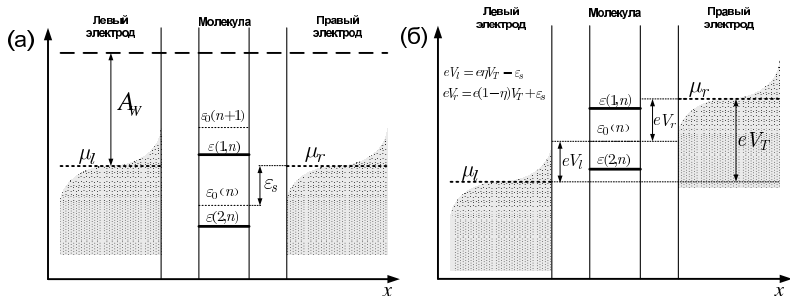 (а)
Левый
электрод
Молекула
Правый
электрод
A_W
ε₀(n+1)
μ_l
ε(1,n)
μ_r
ε₀(n)
ε_s
ε(2,n)
x
(б)
Левый
электрод
Молекула
Правый
электрод
eV_l = eηV_T − ε_s
eV_r = e(1−η)V_T + ε_s
ε(1,n)
μ_r
ε₀(n)
eV_r
eV_T
ε(2,n)
eV_l
μ_l
x